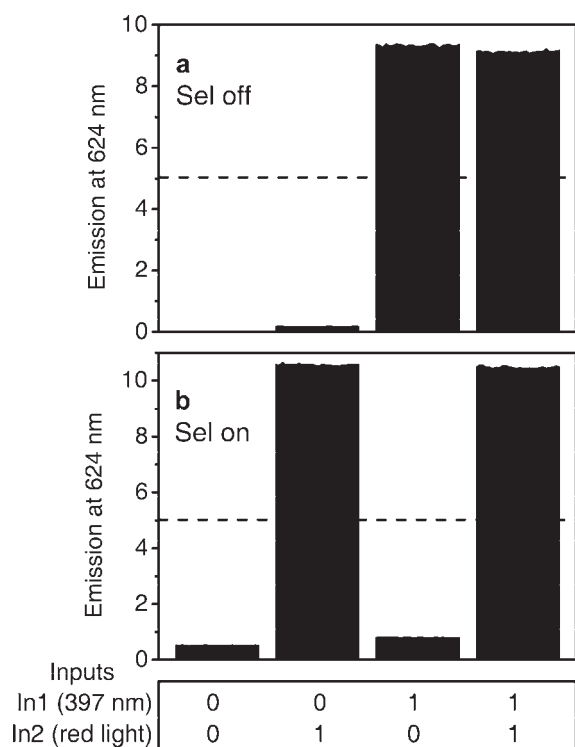 10
a
Sel off
8
6
4
2
0
Emission at 624 nm
10
b
Sel on
8
6
4
2
0
Emission at 624 nm
Inputs
In1 (397 nm) 0 0 1 1
In2 (red light) 0 1 0 1